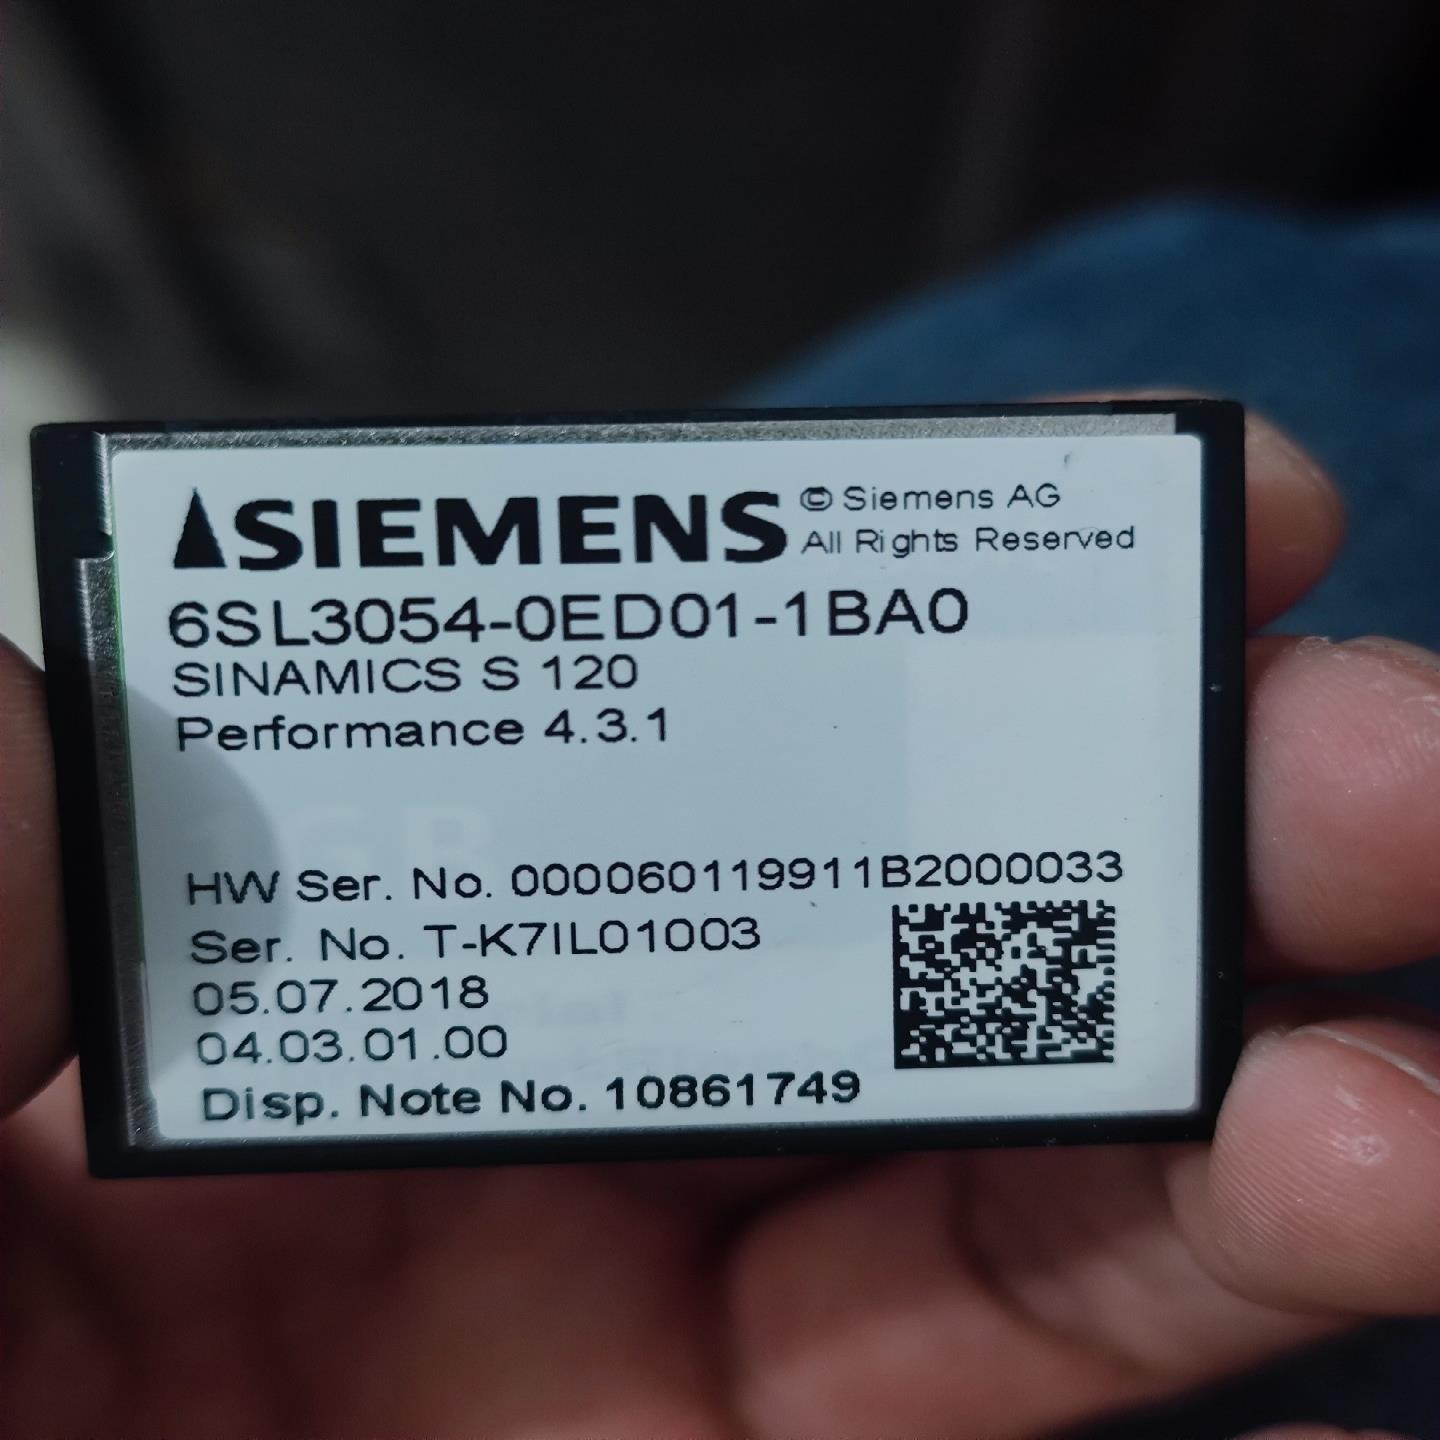 SIEMENS © Siemens AG
All Rights Reserved
6SL3054-0ED01-1BA0
SINAMICS S 120
Performance 4.3.1
HW Ser. No. 000060119911B2000033
Ser. No. T-K7IL01003
05.07.2018
04.03.01.00
Disp. Note No. 10861749